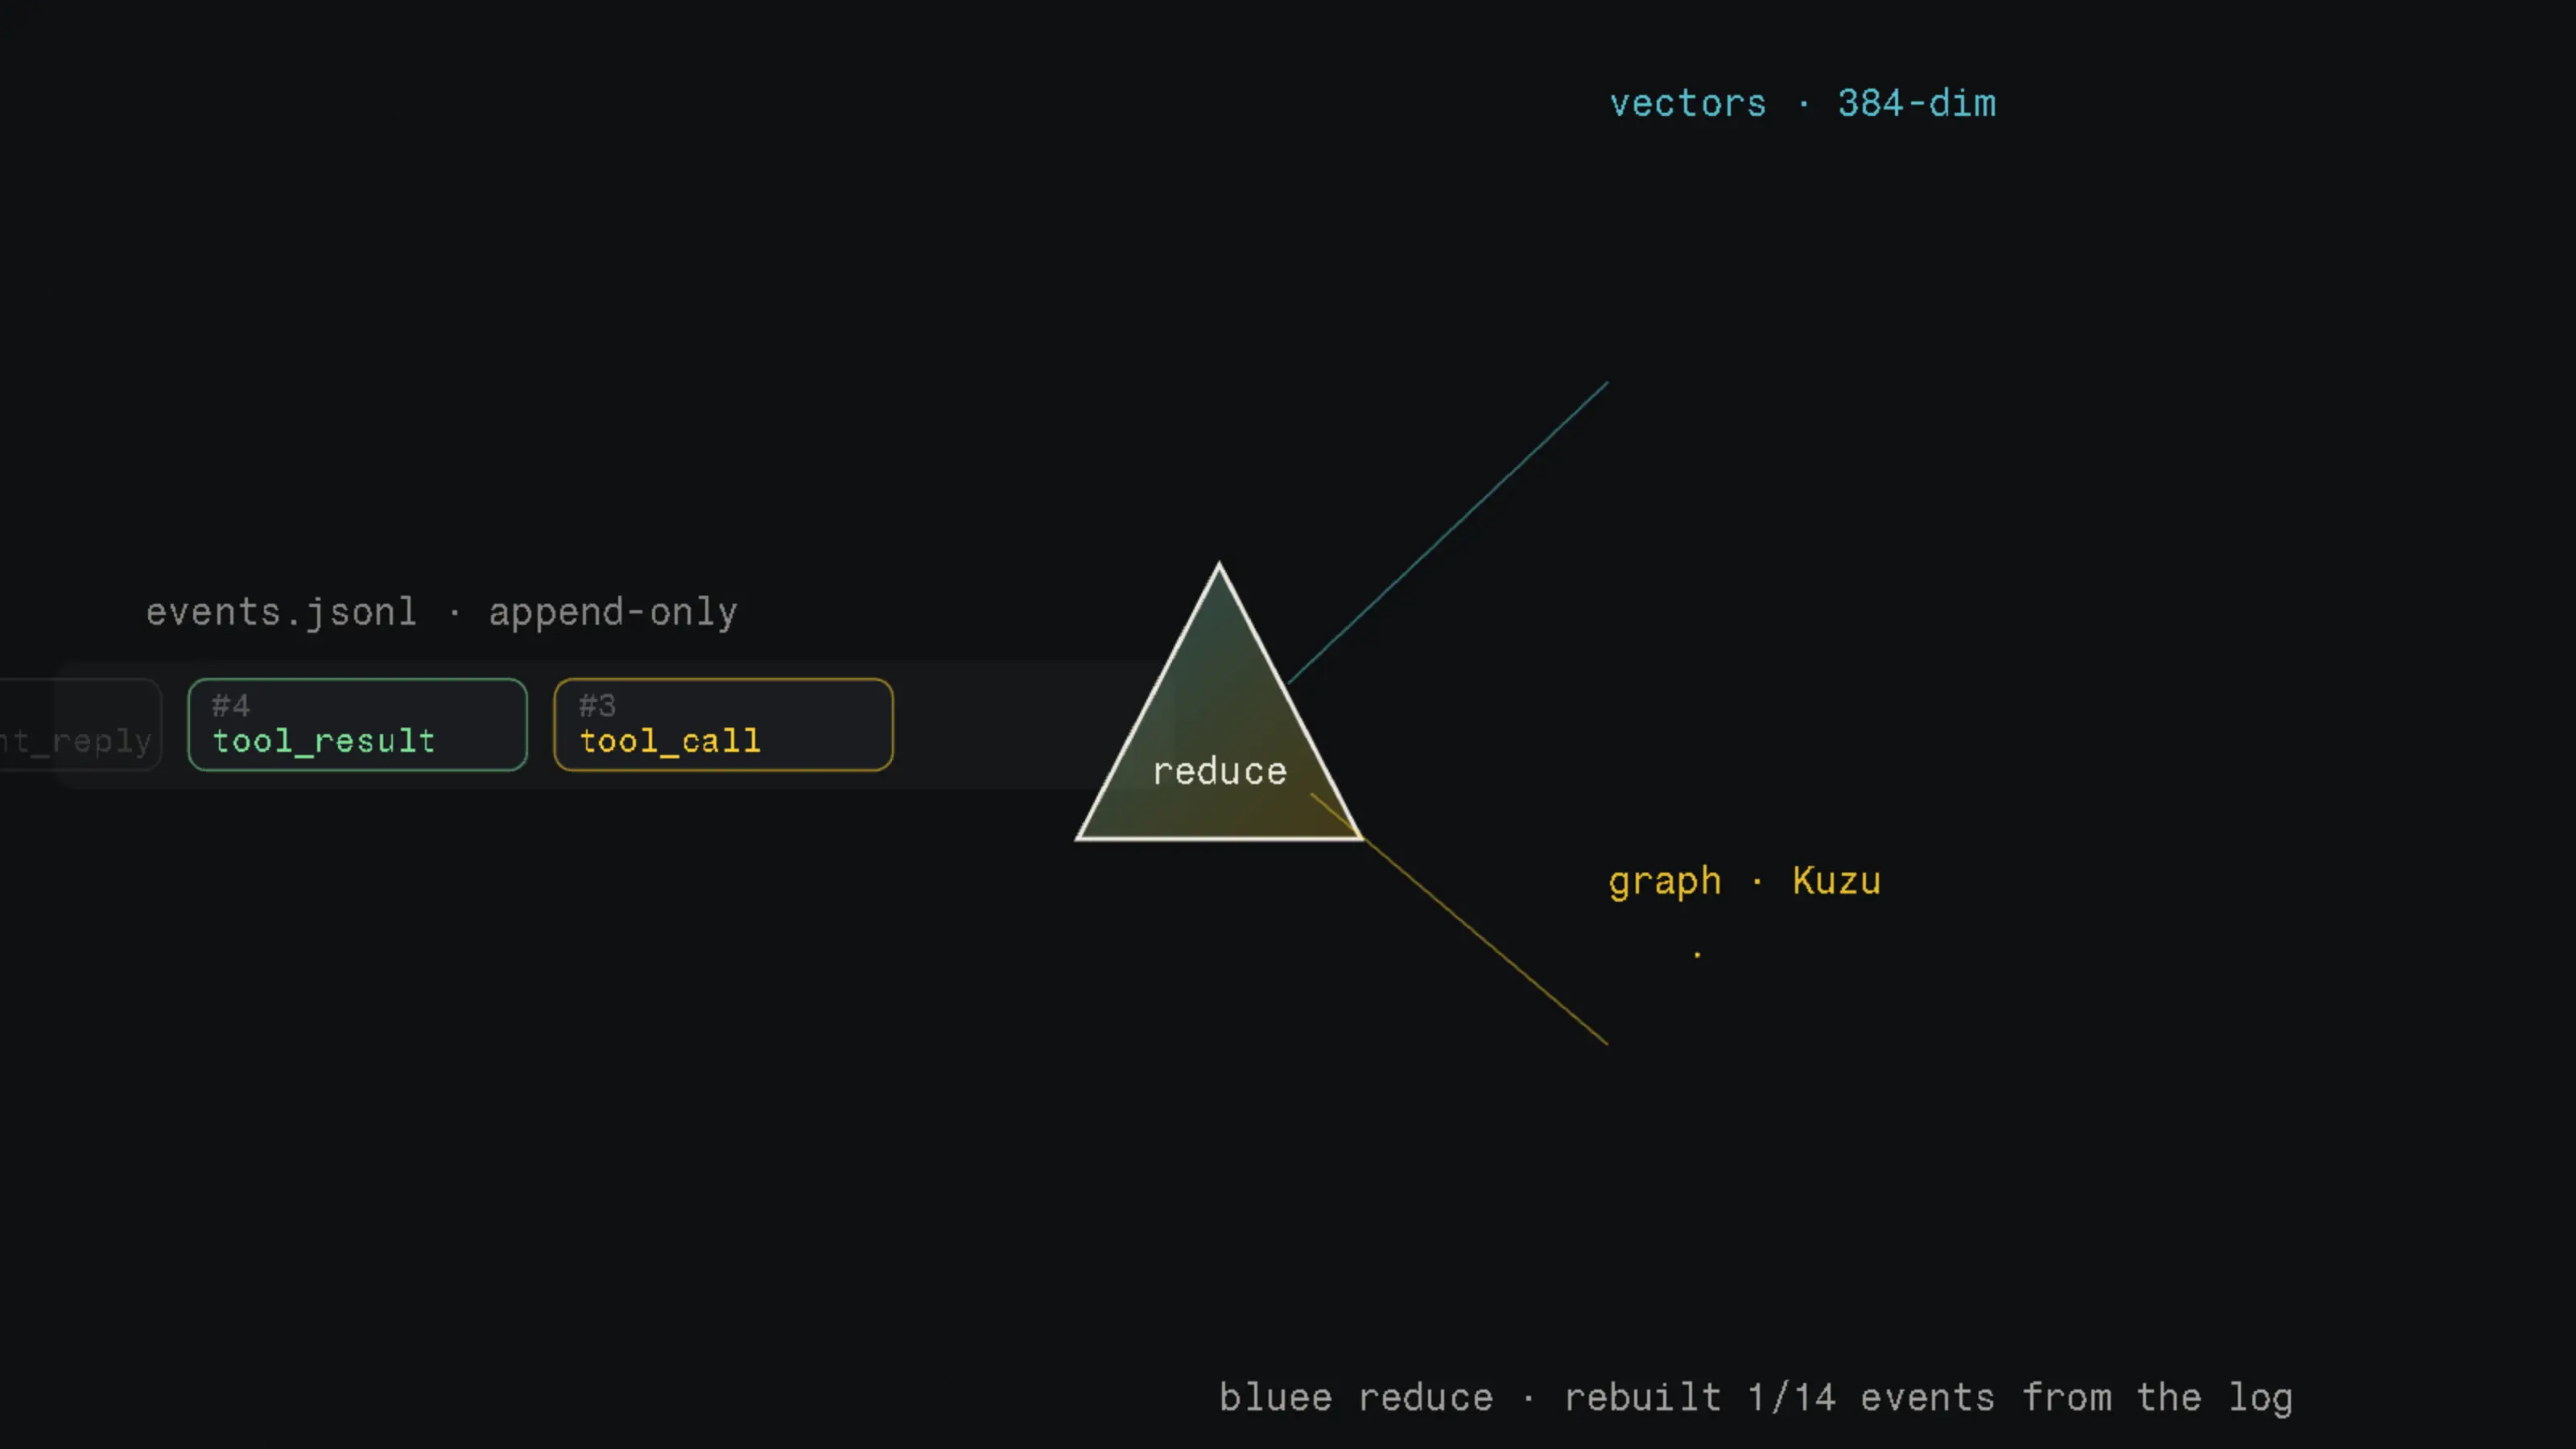 vectors · 384-dim
events.jsonl · append-only
#4
tool_result
#3
tool_call
t_reply
reduce
graph · Kuzu
bluee reduce · rebuilt 1/14 events from the log